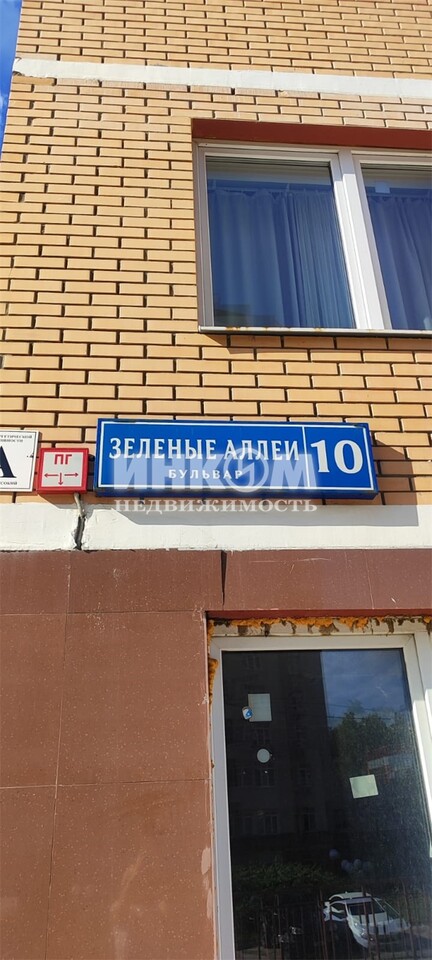 ЗЕЛЕНЫЕ АЛЛЕИ 10
БУЛЬВАР
ПГ
А
ИНКОМ
НЕДВИЖИМОСТЬ